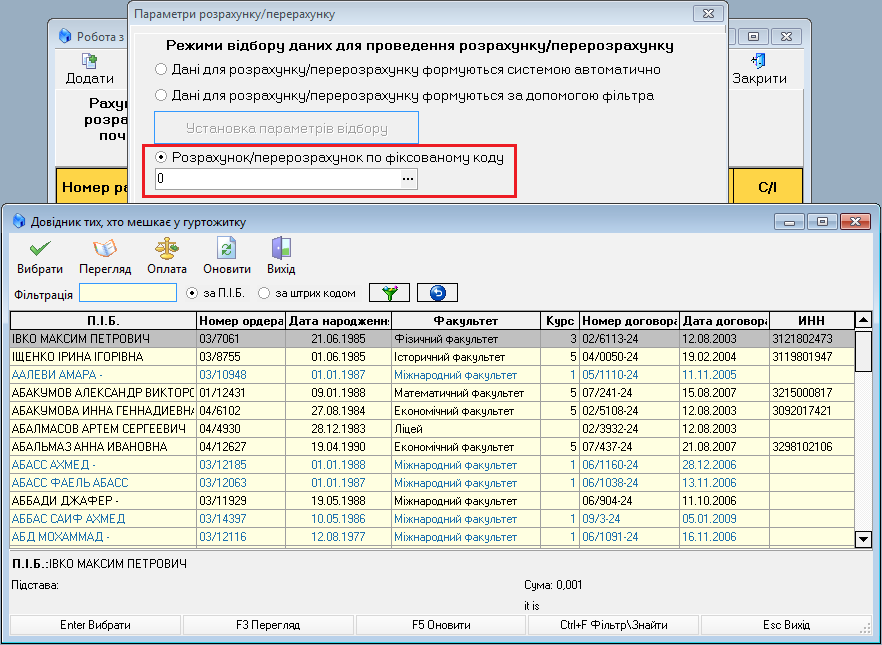 Параметри розрахунку/перерахунку
Робота з
Додати
Закрити
Режими відбору даних для проведення розрахунку/перерозрахунку
Дані для розрахунку/перерозрахунку формуються системою автоматично
Дані для розрахунку/перерозрахунку формуються за допомогою фільтра
Установка параметрів відбору
Розрахунок/перерозрахунок по фіксованому коду
0 ...
Раху
розра
поч
Номер ра
С/І
Довідник тих, хто мешкає у гуртожитку
Вибрати Перегляд Оплата Оновити Вихід
Фільтрація за П.І.Б. за штрих кодом
П.І.Б. Номер ордера Дата народженн Факультет Курс Номер договора Дата договора ИНН
ІВКО МАКСИМ ПЕТРОВИЧ 03/7061 21.06.1985 Фізичний факультет 3 02/6113-24 12.08.2003 3121802473
ІЩЕНКО ІРИНА ІГОРІВНА 03/8755 01.06.1985 Історичний факультет 5 04/0050-24 19.02.2004 3119801947
ААЛЕВИ АМАРА - 03/10948 01.01.1987 Міжнародний факультет 1 05/1110-24 11.11.2005
АБАКУМОВ АЛЕКСАНДР ВИКТОРО 01/12431 09.01.1988 Математичний факультет 5 07/241-24 15.08.2007 3215000817
АБАКУМОВА ИННА ГЕННАДИЕВНА 04/6102 27.08.1984 Економічний факультет 5 02/5108-24 12.08.2003 3092017421
АБАЛМАСОВ АРТЕМ СЕРГЕЕВИЧ 04/4930 28.12.1983 Ліцей 02/3932-24 12.08.2003
АБАЛЬМАЗ АННА ИВАНОВНА 04/12627 19.04.1990 Економічний факультет 5 07/437-24 21.08.2007 3298102106
АБАСС АХМЕД - 03/12185 01.01.1988 Міжнародний факультет 1 06/1160-24 28.12.2006
АБАСС ФАЕЛЬ АБАСС 03/12063 01.01.1987 Міжнародний факультет 1 06/1038-24 13.11.2006
АББАДИ ДЖАФЕР - 03/11929 19.05.1988 Міжнародний факультет 06/904-24 11.10.2006
АББАС САИФ АХМЕД 03/14397 10.05.1986 Міжнародний факультет 1 09/3-24 05.01.2009
АБД МОХАММАД - 03/12116 12.08.1977 Міжнародний факультет 1 06/1091-24 16.11.2006
П.І.Б.:ІВКО МАКСИМ ПЕТРОВИЧ
Підстава: Сума: 0,001
it is
Enter Вибрати F3 Перегляд F5 Оновити Ctrl+F Фільтр\Знайти Esc Вихід